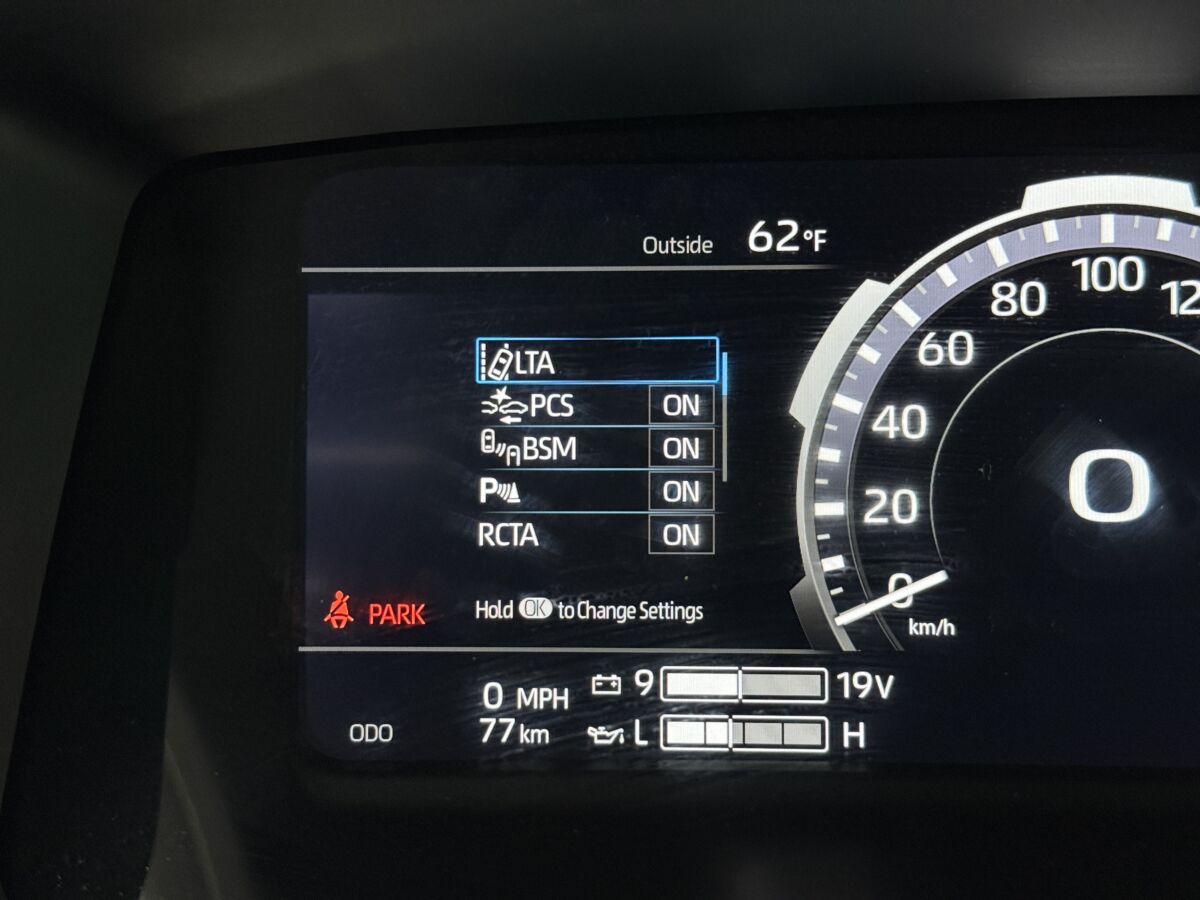 Outside 62°F
LTA
PCS ON
BSM ON
P ON
RCTA ON
PARK
Hold OK to Change Settings
0 MPH
9 19V
ODO 77 km
L H
0
20
40
60
80
100
12
0
km/h